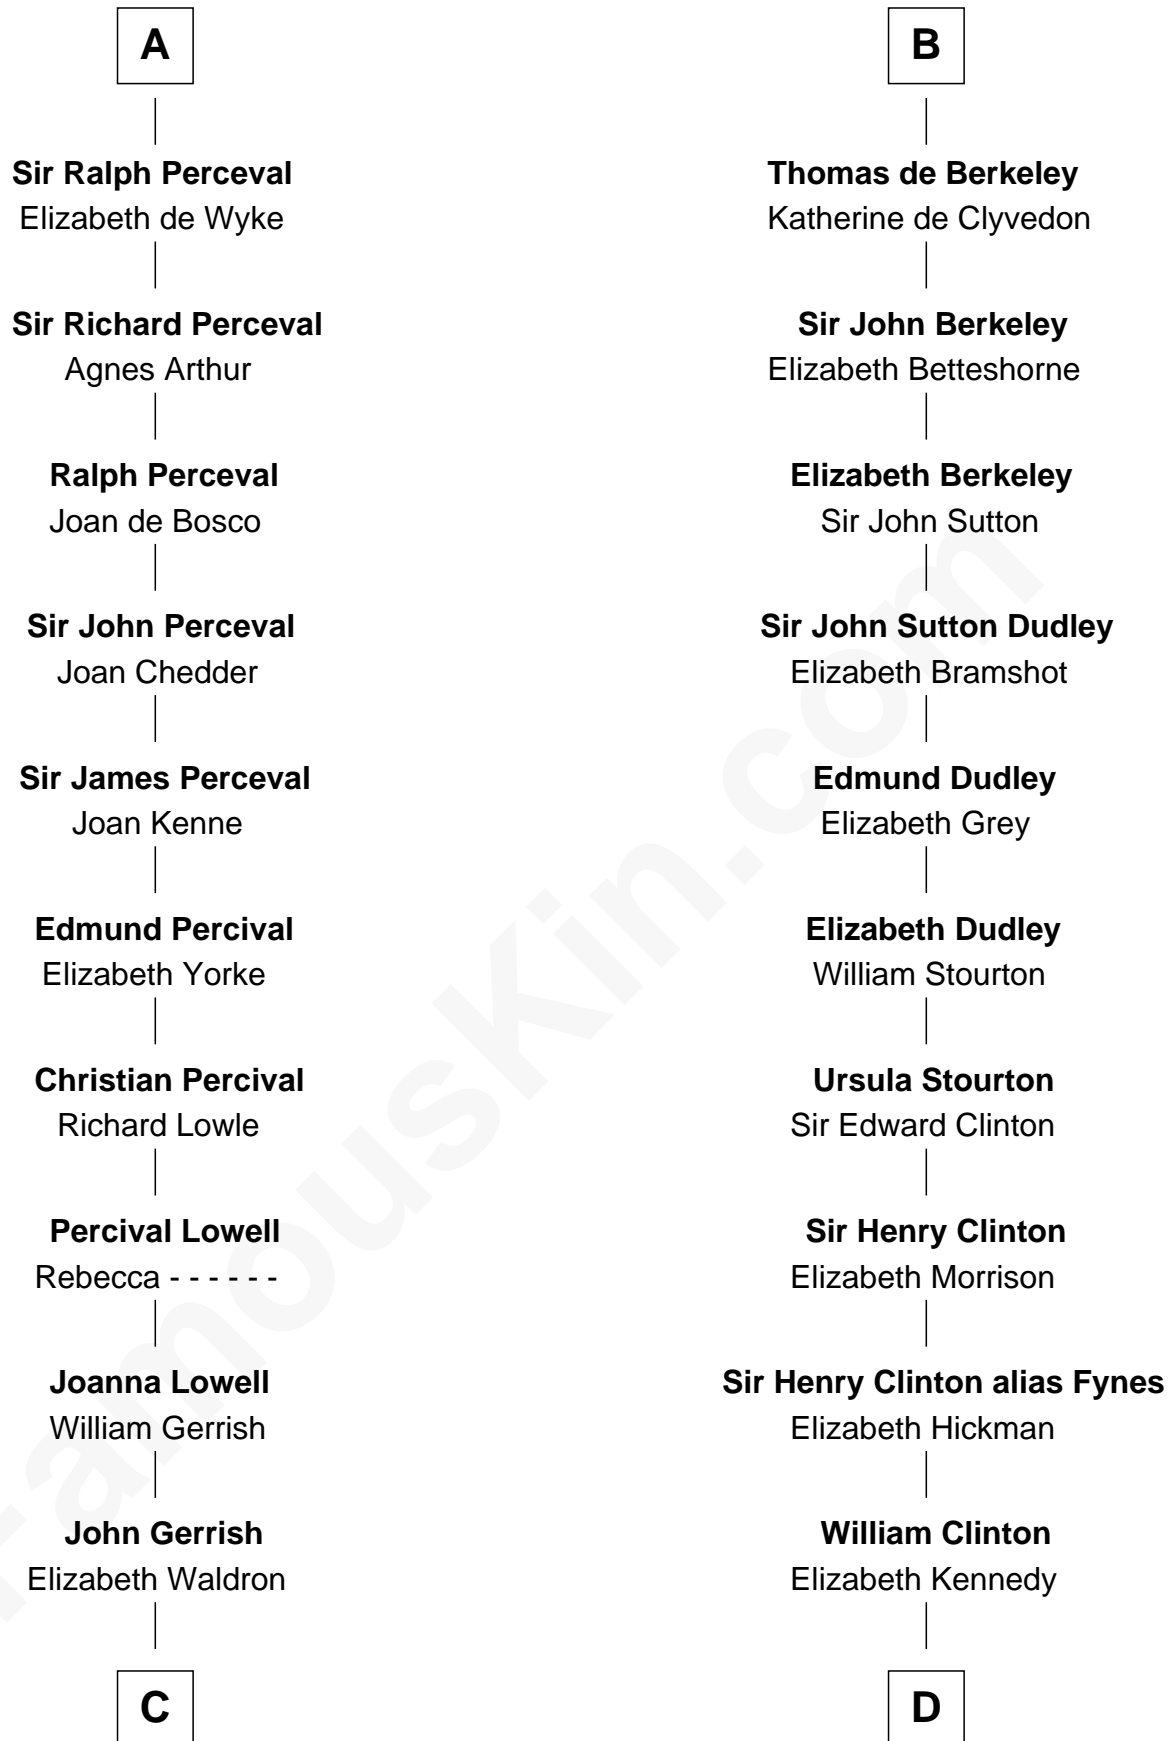 A
Sir Ralph Perceval
Elizabeth de Wyke
Sir Richard Perceval
Agnes Arthur
Ralph Perceval
Joan de Bosco
Sir John Perceval
Joan Chedder
Sir James Perceval
Joan Kenne
Edmund Percival
Elizabeth Yorke
Christian Percival
Richard Lowle
Percival Lowell
Rebecca - - - - - -
Joanna Lowell
William Gerrish
John Gerrish
Elizabeth Waldron
C
B
Thomas de Berkeley
Katherine de Clyvedon
Sir John Berkeley
Elizabeth Betteshorne
Elizabeth Berkeley
Sir John Sutton
Sir John Sutton Dudley
Elizabeth Bramshot
Edmund Dudley
Elizabeth Grey
Elizabeth Dudley
William Stourton
Ursula Stourton
Sir Edward Clinton
Sir Henry Clinton
Elizabeth Morrison
Sir Henry Clinton alias Fynes
Elizabeth Hickman
William Clinton
Elizabeth Kennedy
D
FamousKin.com